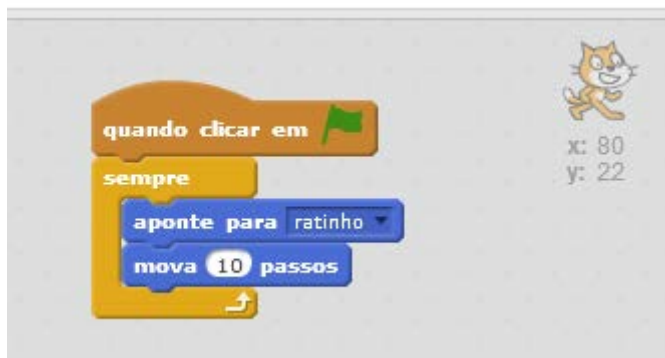 quando clicar em
sempre
aponte para ratinho
mova 10 passos
x: 80
y: 22